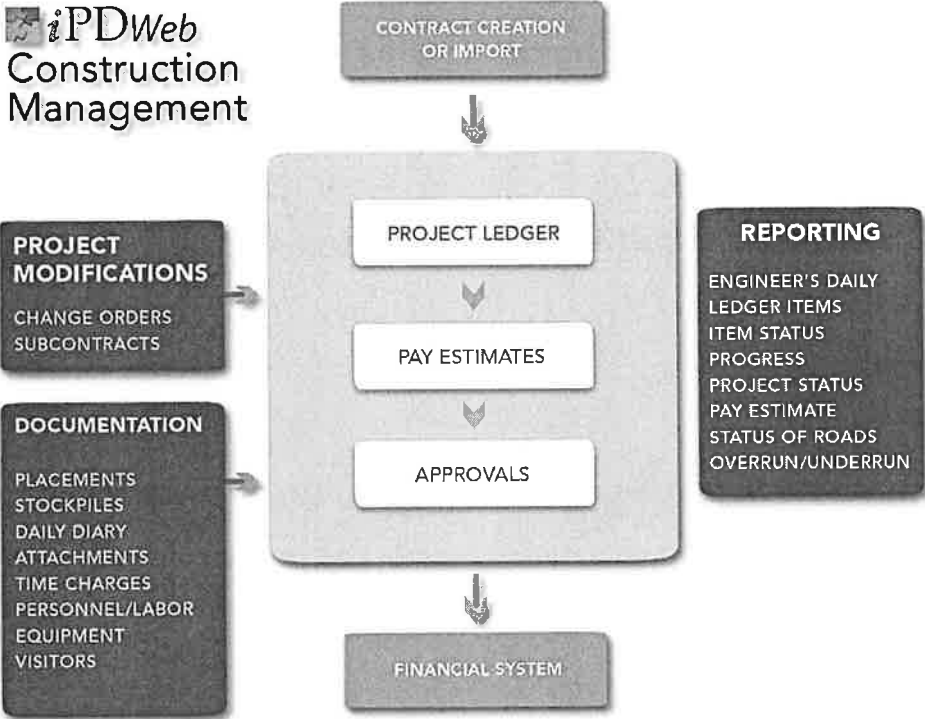 iPDWeb
Construction
Management
CONTRACT CREATION
OR IMPORT
PROJECT
MODIFICATIONS
CHANGE ORDERS
SUBCONTRACTS
DOCUMENTATION
PLACEMENTS
STOCKPILES
DAILY DIARY
ATTACHMENTS
TIME CHARGES
PERSONNEL/LABOR
EQUIPMENT
VISITORS
PROJECT LEDGER
PAY ESTIMATES
APPROVALS
REPORTING
ENGINEER'S DAILY
LEDGER ITEMS
ITEM STATUS
PROGRESS
PROJECT STATUS
PAY ESTIMATE
STATUS OF ROADS
OVERRUN/UNDERRUN
FINANCIAL SYSTEM